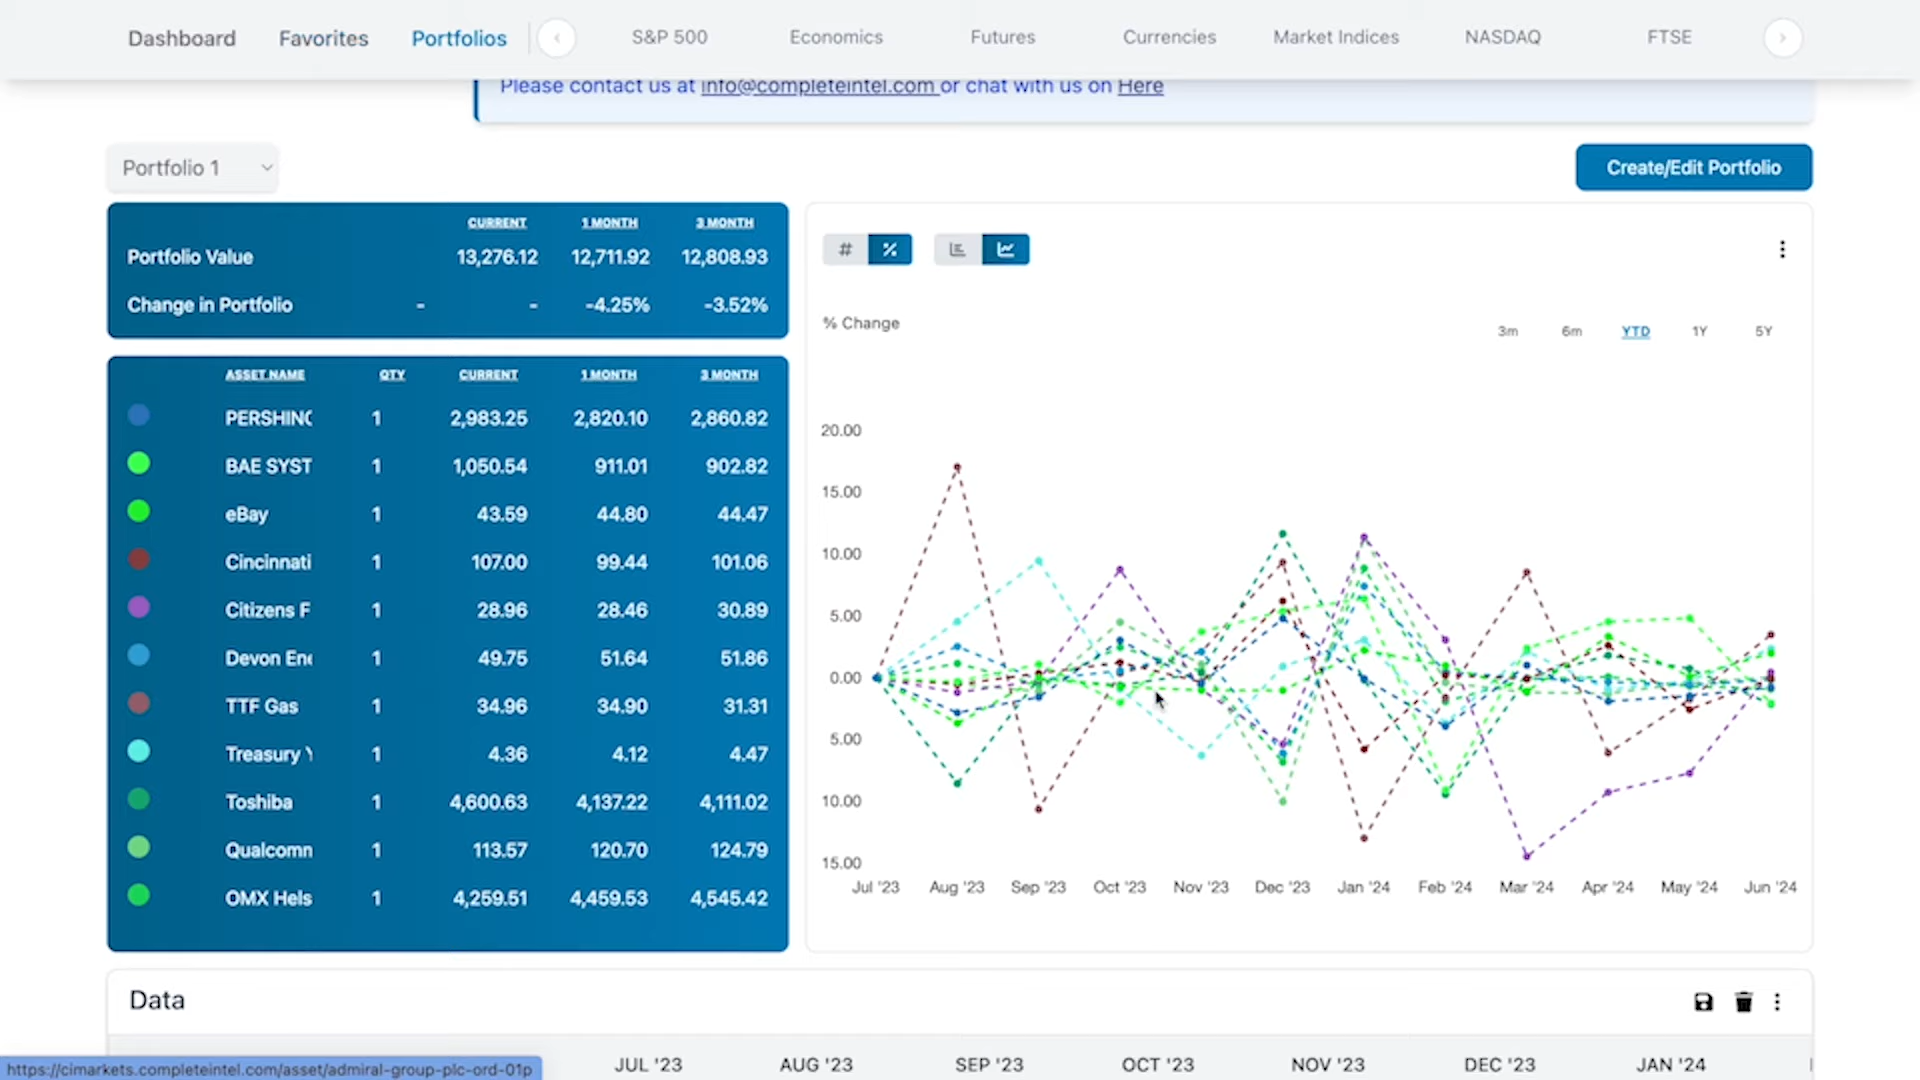 Dashboard Favorites Portfolios S&P 500 Economics Futures Currencies Market Indices NASDAQ FTSE
Please contact us at info@completeintel.com or chat with us on Here
Portfolio 1
Create/Edit Portfolio
CURRENT 1 MONTH 3 MONTH
Portfolio Value 13,276.12 12,711.92 12,808.93
Change in Portfolio - - -4.25% -3.52%
ASSET NAME QTY CURRENT 1 MONTH 3 MONTH
PERSHING 1 2,983.25 2,820.10 2,860.82
BAE SYST 1 1,050.54 911.01 902.82
eBay 1 43.59 44.80 44.47
Cincinnati 1 107.00 99.44 101.06
Citizens F 1 28.96 28.46 30.89
Devon Ene 1 49.75 51.64 51.86
TTF Gas 1 34.96 34.90 31.31
Treasury Y 1 4.36 4.12 4.47
Toshiba 1 4,600.63 4,137.22 4,111.02
Qualcomm 1 113.57 120.70 124.79
OMX Hels 1 4,259.51 4,459.53 4,545.42
# %
% Change
3m 6m YTD 1Y 5Y
20.00
15.00
10.00
5.00
0.00
5.00
10.00
15.00
Jul '23 Aug '23 Sep '23 Oct '23 Nov '23 Dec '23 Jan '24 Feb '24 Mar '24 Apr '24 May '24 Jun '24
Data
JUL '23 AUG '23 SEP '23 OCT '23 NOV '23 DEC '23 JAN '24
https://cimarkets.completeintel.com/asset/admiral-group-plc-ord-01p